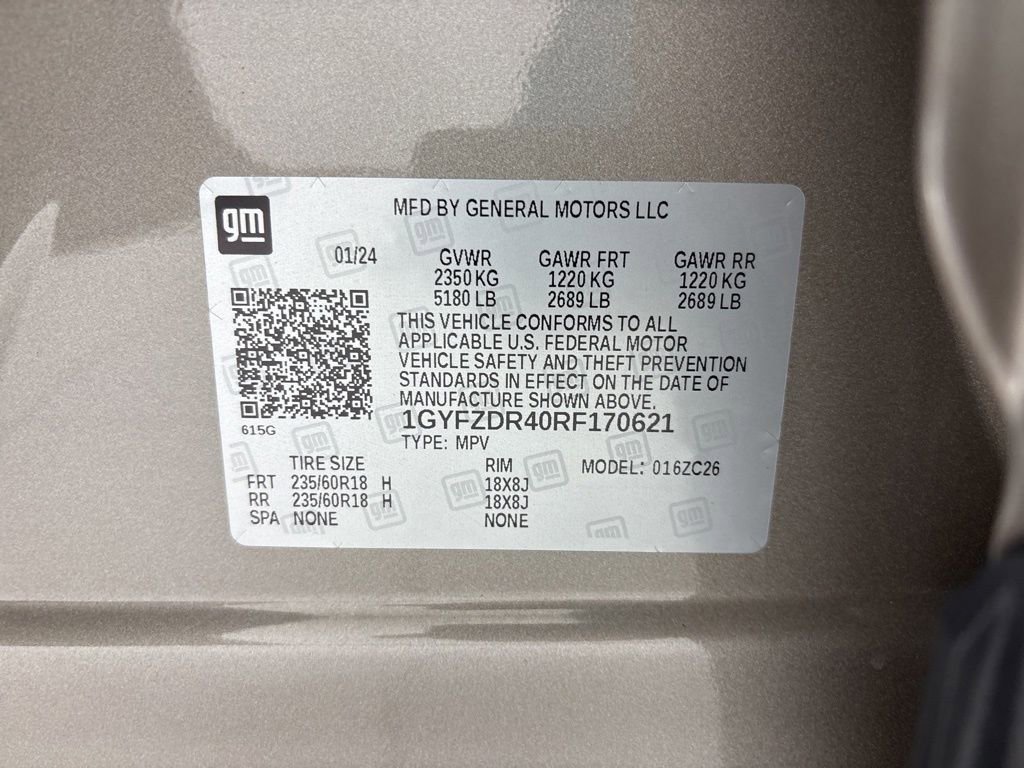 gm
MFD BY GENERAL MOTORS LLC
01/24 GVWR GAWR FRT GAWR RR
2350 KG 1220 KG 1220 KG
5180 LB 2689 LB 2689 LB
THIS VEHICLE CONFORMS TO ALL
APPLICABLE U.S. FEDERAL MOTOR
VEHICLE SAFETY AND THEFT PREVENTION
STANDARDS IN EFFECT ON THE DATE OF
MANUFACTURE SHOWN ABOVE.
615G
1GYFZDR40RF170621
TYPE: MPV
TIRE SIZE RIM MODEL: 016ZC26
FRT 235/60R18 H 18X8J
RR 235/60R18 H 18X8J
SPA NONE NONE